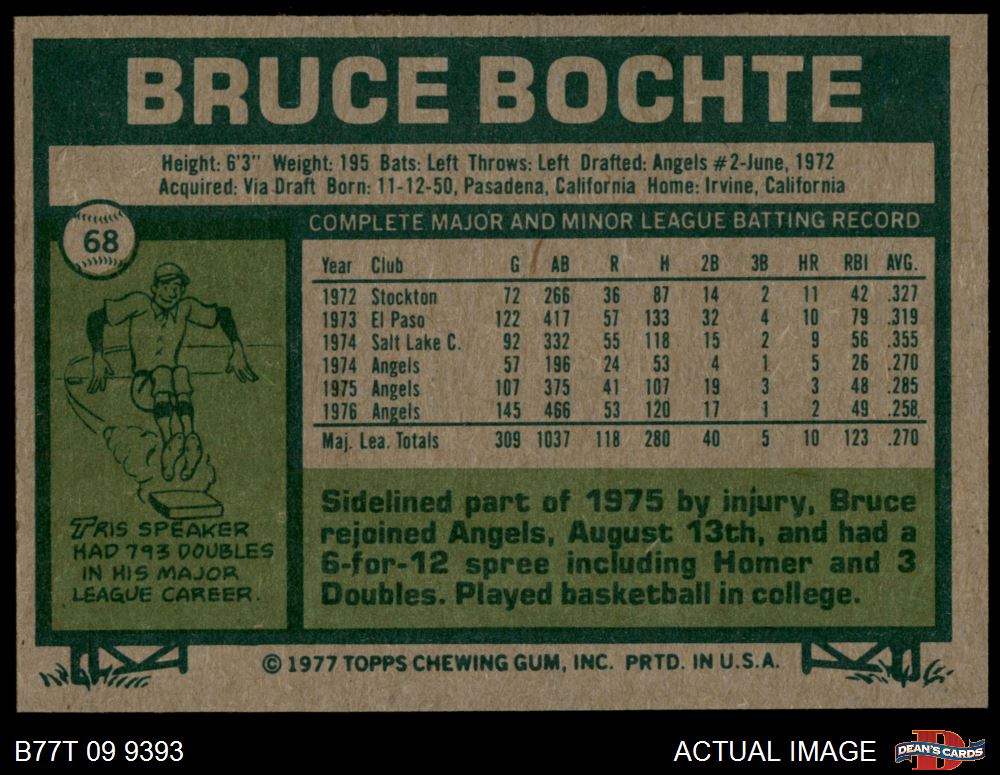 BRUCE BOCHTE
Height: 6'3" Weight: 195 Bats: Left Throws: Left Drafted: Angels #2-June, 1972
Acquired: Via Draft Born: 11-12-50, Pasadena, California Home: Irvine, California
68
COMPLETE MAJOR AND MINOR LEAGUE BATTING RECORD
Year Club G AB R H 2B 3B HR RBI AVG.
1972 Stockton 72 266 36 87 14 2 11 42 .327
1973 El Paso 122 417 57 133 32 4 10 79 .319
1974 Salt Lake C. 92 332 55 118 15 2 9 56 .355
1974 Angels 57 196 24 53 4 1 5 26 .270
1975 Angels 107 375 41 107 19 3 3 48 .285
1976 Angels 145 466 53 120 17 1 2 49 .258
Maj. Lea. Totals 309 1037 118 280 40 5 10 123 .270
TRIS SPEAKER
HAD 793 DOUBLES
IN HIS MAJOR
LEAGUE CAREER.
Sidelined part of 1975 by injury, Bruce
rejoined Angels, August 13th, and had a
6-for-12 spree including Homer and 3
Doubles. Played basketball in college.
© 1977 TOPPS CHEWING GUM, INC. PRTD. IN U.S.A.
B77T 09 9393
ACTUAL IMAGE
D
DEAN'S CARDS